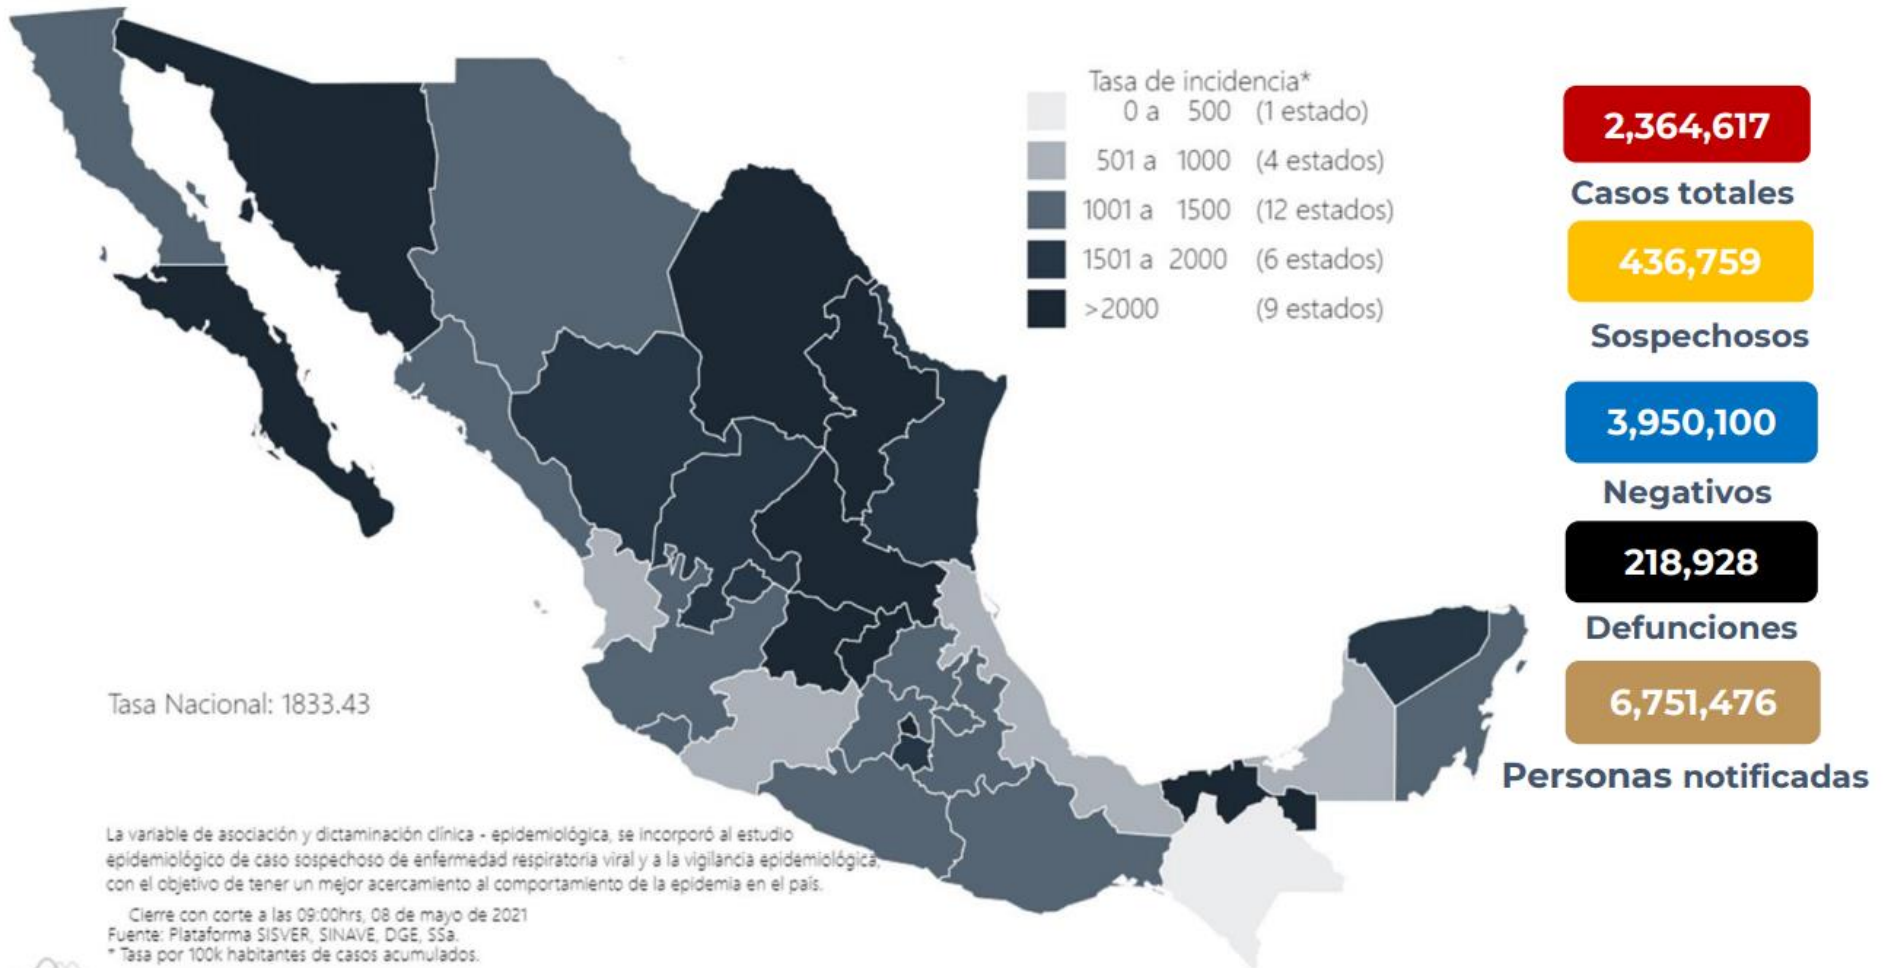 Tasa de incidencia*
0 a 500 (1 estado)
501 a 1000 (4 estados)
1001 a 1500 (12 estados)
1501 a 2000 (6 estados)
>2000 (9 estados)
2,364,617
Casos totales
436,759
Sospechosos
3,950,100
Negativos
218,928
Defunciones
6,751,476
Personas notificadas
Tasa Nacional: 1833.43
La variable de asociación y dictaminación clínica - epidemiológica, se incorporó al estudio
epidemiológico de caso sospechoso de enfermedad respiratoria viral y a la vigilancia epidemiológica,
con el objetivo de tener un mejor acercamiento al comportamiento de la epidemia en el país.
Cierre con corte a las 09:00hrs, 08 de mayo de 2021
Fuente: Plataforma SISVER, SINAVE, DGE, SSa.
* Tasa por 100k habitantes de casos acumulados.